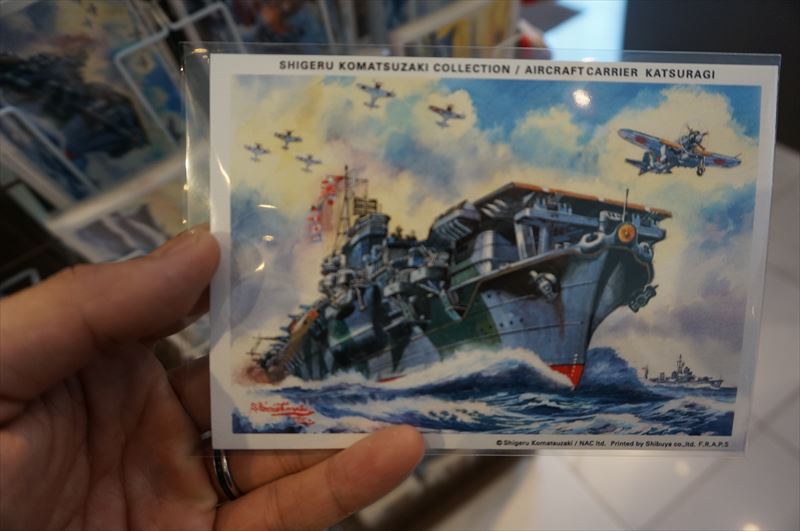 SHIGERU KOMATSUZAKI COLLECTION / AIRCRAFT CARRIER KATSURAGI
© Shigeru Komatsuzaki / NAC ltd. Printed by Shibuya co.,ltd. F.R.A.P.S